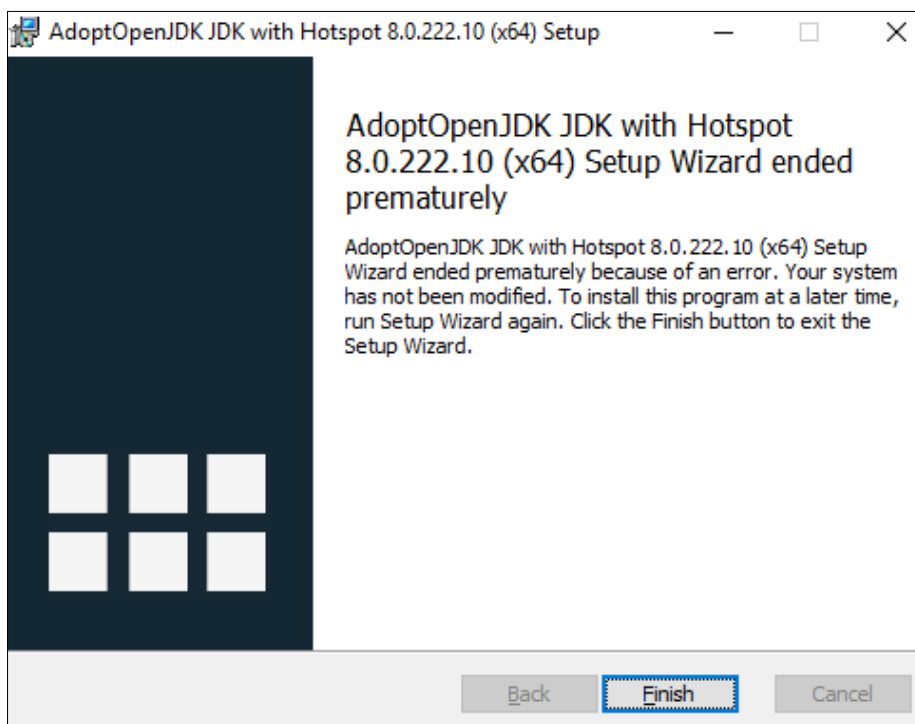 AdoptOpenJDK JDK with Hotspot 8.0.222.10 (x64) Setup
AdoptOpenJDK JDK with Hotspot
8.0.222.10 (x64) Setup Wizard ended
prematurely
AdoptOpenJDK JDK with Hotspot 8.0.222.10 (x64) Setup
Wizard ended prematurely because of an error. Your system
has not been modified. To install this program at a later time,
run Setup Wizard again. Click the Finish button to exit the
Setup Wizard.
Back
Finish
Cancel